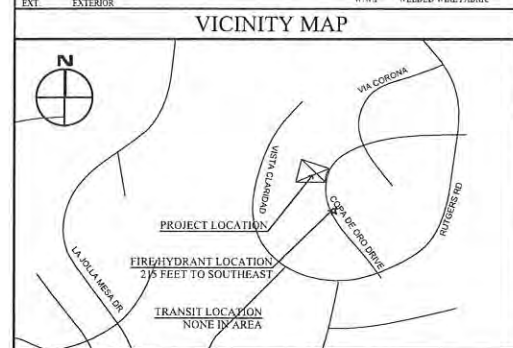 EXT. EXTERIOR
VICINITY MAP
N
VIA CORONA
VISTA CLARIDAD
PROJECT LOCATION
COPA DE ORO DRIVE
RUTGERS RD
FIRE HYDRANT LOCATION
215 FEET TO SOUTHEAST
LA JOLLA MESA DR
TRANSIT LOCATION
NONE IN AREA